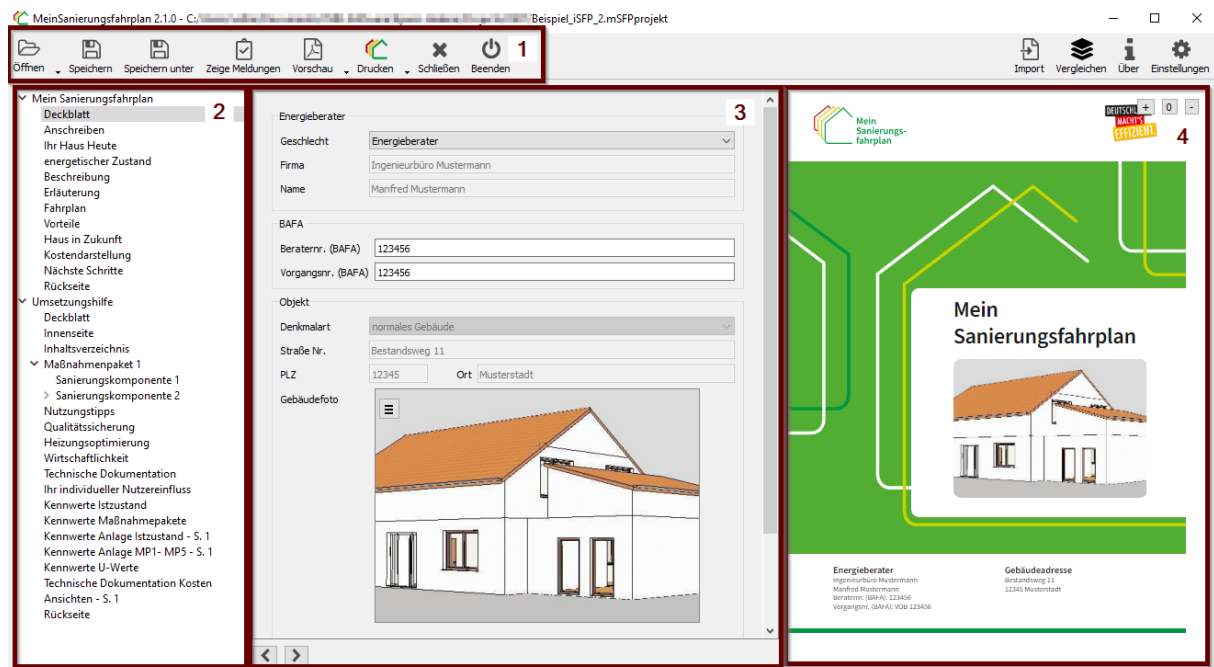 MeinSanierungsfahrplan 2.1.0 - C:/ Beispiel_iSFP_2.mSFPprojekt
Öffnen Speichern Speichern unter Zeige Meldungen Vorschau Drucken Schließen Beenden 1 Import Vergleichen Über Einstellungen
2
Mein Sanierungsfahrplan
Deckblatt
Anschreiben
Ihr Haus Heute
energetischer Zustand
Beschreibung
Erläuterung
Fahrplan
Vorteile
Haus in Zukunft
Kostendarstellung
Nächste Schritte
Rückseite
Umsetzungshilfe
Deckblatt
Innenseite
Inhaltsverzeichnis
Maßnahmenpaket 1
Sanierungskomponente 1
Sanierungskomponente 2
Nutzungstipps
Qualitätssicherung
Heizungsoptimierung
Wirtschaftlichkeit
Technische Dokumentation
Ihr individueller Nutzereinfluss
Kennwerte Istzustand
Kennwerte Maßnahmepakete
Kennwerte Anlage Istzustand - S. 1
Kennwerte Anlage MP1- MP5 - S. 1
Kennwerte U-Werte
Technische Dokumentation Kosten
Ansichten - S. 1
Rückseite
3
Energieberater
Geschlecht Energieberater
Firma Ingenieurbüro Mustermann
Name Manfred Mustermann
BAFA
Beraternr. (BAFA) 123456
Vorgangsnr. (BAFA) 123456
Objekt
Denkmalart normales Gebäude
Straße Nr. Bestandsweg 11
PLZ 12345 Ort Musterstadt
Gebäudefoto
4
Mein
Sanierungs-
fahrplan
+ 0 -
MACHT'S
EFFIZIENT.
Mein
Sanierungsfahrplan
Energieberater
Ingenieurbüro Mustermann
Manfred Mustermann
Beraternr. (BAFA): 123456
Vorgangsnr. (BAFA): VOB 123456
Gebäudeadresse
Bestandsweg 11
12345 Musterstadt